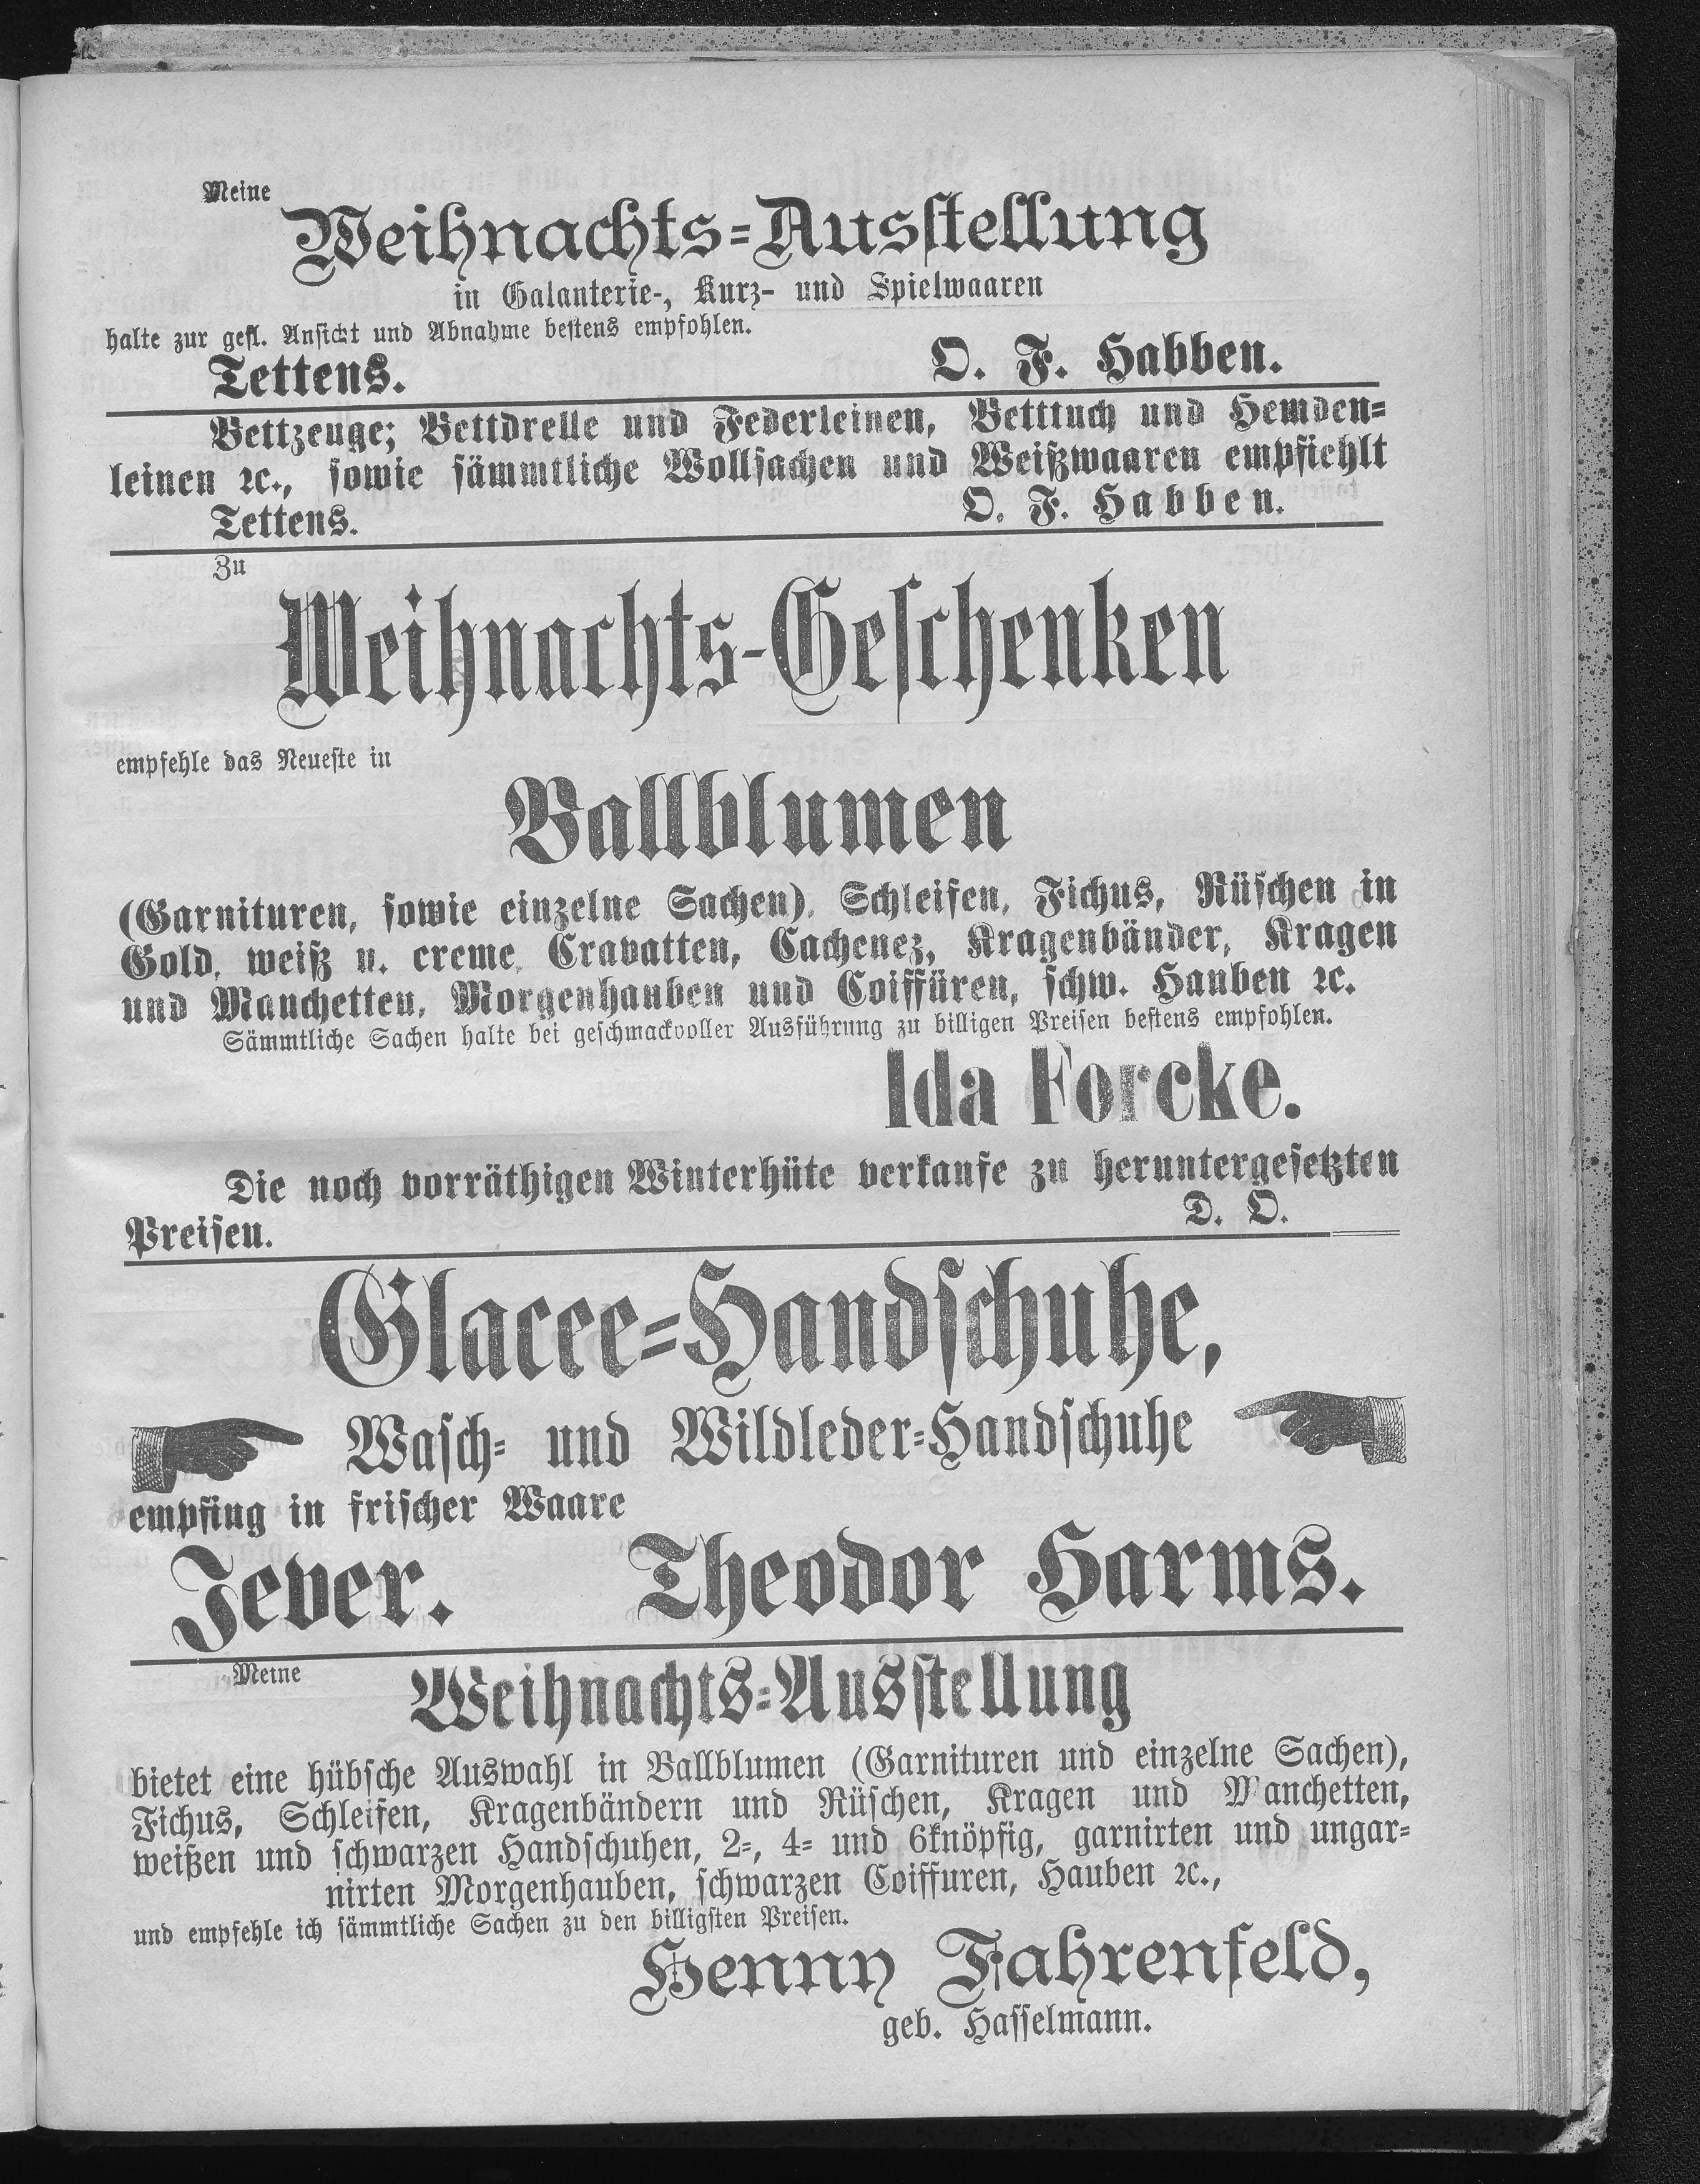 Meine
Weihnachts=Ausstellung
in Galanterie-, Kurz- und Spielwaaren
halte zur gefl. Ansicht und Abnahme bestens empfohlen.
Tettens. O. F. Habben.
Bettzeuge; Bettdrelle und Federleinen, Betttuch und Hemden=
leinen ꝛc., sowie sämmtliche Wollsachen und Weißwaaren empfiehlt
Tettens. O. F. Habben.
Zu
Weihnachts-Geschenken
empfehle das Neueste in
Ballblumen
(Garnituren, sowie einzelne Sachen), Schleifen, Fichus, Rüschen in
Gold, weiß u. creme, Cravatten, Cachenez, Kragenbänder, Kragen
und Manchetten, Morgenhauben und Coiffüren, schw. Hauben ꝛc.
Sämmtliche Sachen halte bei geschmackvoller Ausführung zu billigen Preisen bestens empfohlen.
Ida Forcke.
Die noch vorräthigen Winterhüte verkaufe zu heruntergesetzten
Preisen. D. O.
Glacee=Handschuhe,
Wasch= und Wildleder=Handschuhe
empfing in frischer Waare
Jever. Theodor Harms.
Meine
Weihnachts=Ausstellung
bietet eine hübsche Auswahl in Ballblumen (Garnituren und einzelne Sachen),
Fichus, Schleifen, Kragenbändern und Rüschen, Kragen und Manchetten,
weißen und schwarzen Handschuhen, 2=, 4= und 6knöpfig, garnirten und ungar=
nirten Morgenhauben, schwarzen Coiffuren, Hauben ꝛc.,
und empfehle ich sämmtliche Sachen zu den billigsten Preisen.
Henny Fahrenfeld,
geb. Hasselmann.